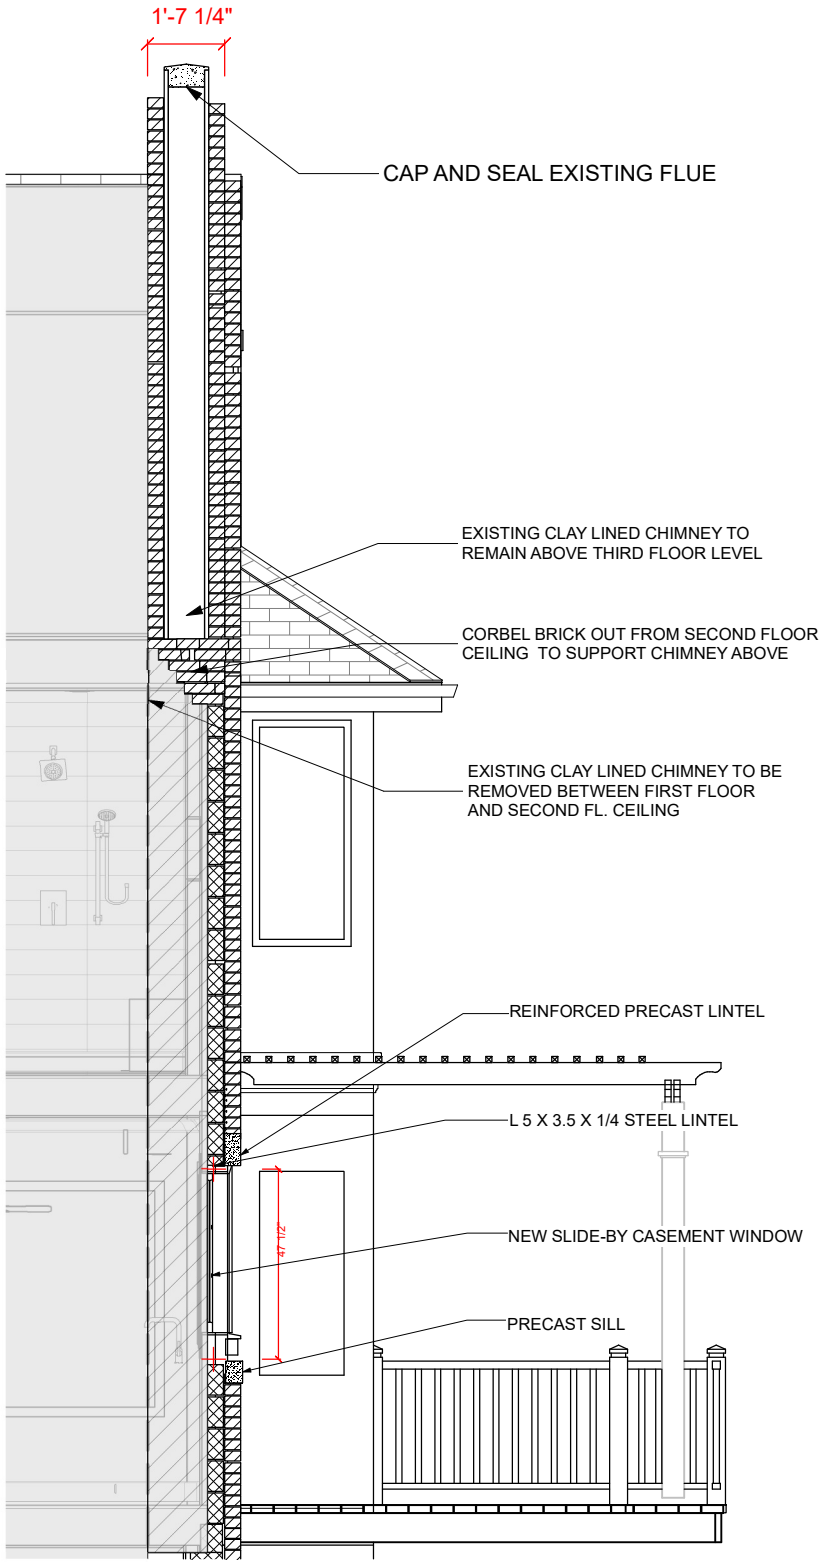 1'-7 1/4"
CAP AND SEAL EXISTING FLUE
EXISTING CLAY LINED CHIMNEY TO
REMAIN ABOVE THIRD FLOOR LEVEL
CORBEL BRICK OUT FROM SECOND FLOOR
CEILING TO SUPPORT CHIMNEY ABOVE
EXISTING CLAY LINED CHIMNEY TO BE
REMOVED BETWEEN FIRST FLOOR
AND SECOND FL. CEILING
REINFORCED PRECAST LINTEL
L 5 X 3.5 X 1/4 STEEL LINTEL
47 1/2"
NEW SLIDE-BY CASEMENT WINDOW
PRECAST SILL